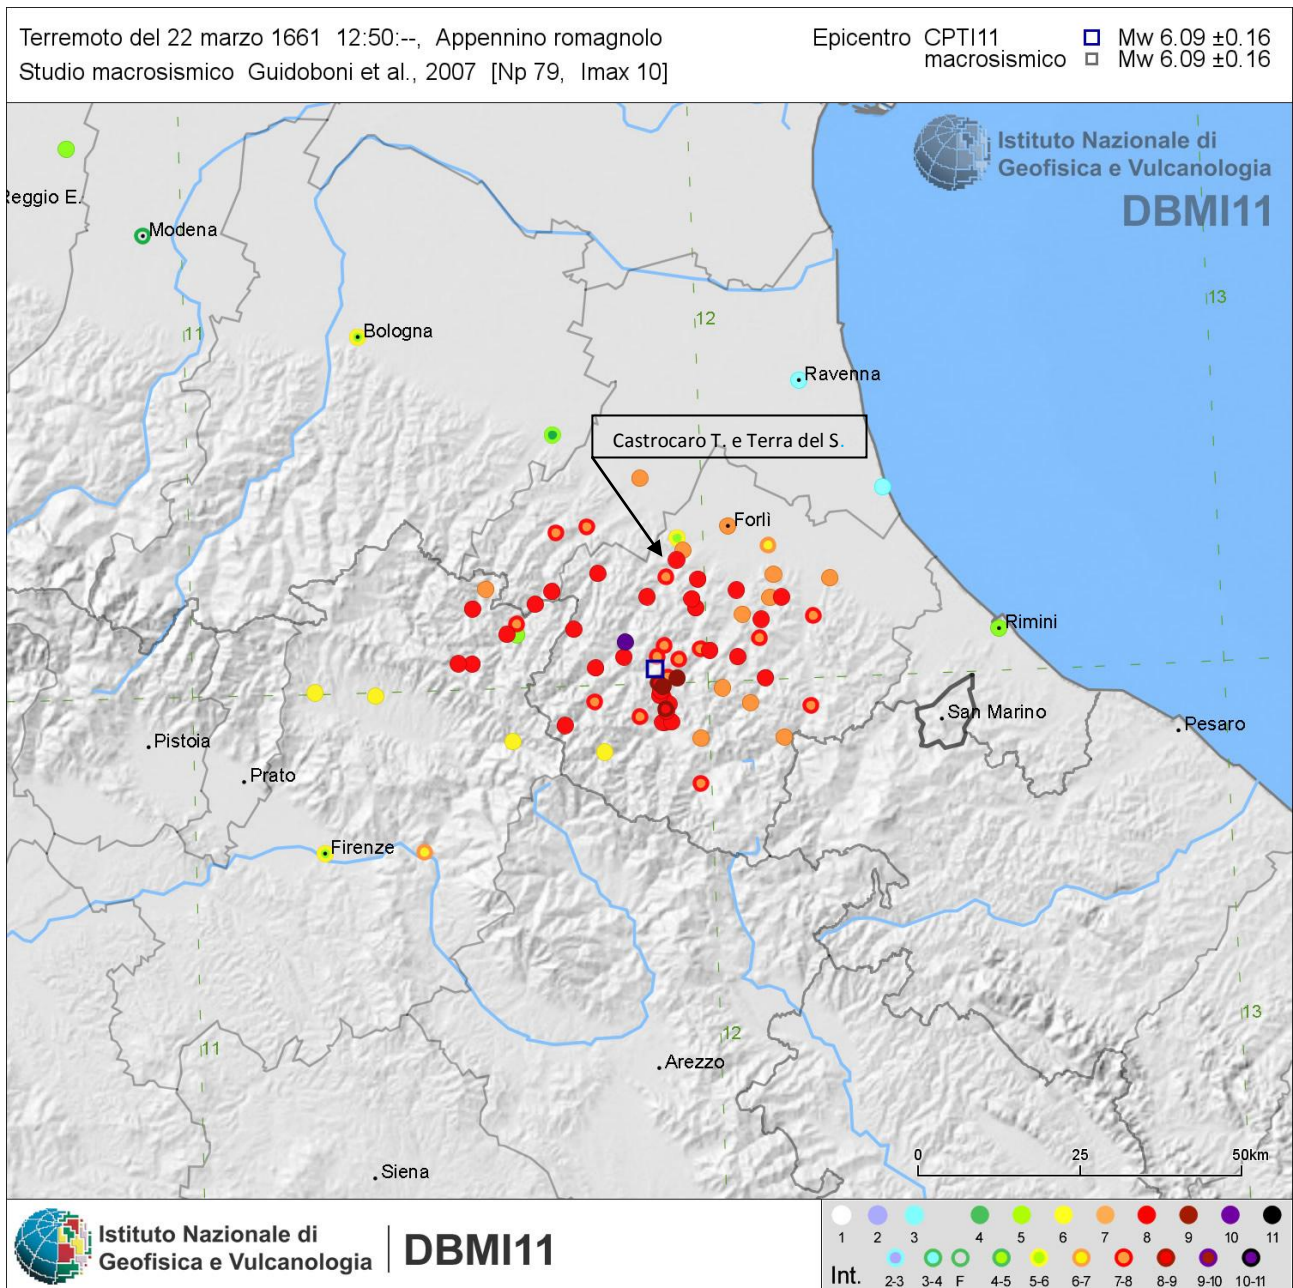 Terremoto del 22 marzo 1661 12:50:--, Appennino romagnolo
Studio macrosismico Guidoboni et al., 2007 [Np 79, Imax 10]
Epicentro CPTI11 Mw 6.09 ±0.16
macrosismico Mw 6.09 ±0.16
Istituto Nazionale di
Geofisica e Vulcanologia
DBMI11
Reggio E.
Modena
13
11
12
Bologna
Ravenna
Castrocaro T. e Terra del S.
Forlì
Rimini
San Marino
Pesaro
Pistoia
Prato
Firenze
13
12
11
Arezzo
Siena
0 25 50km
Istituto Nazionale di
Geofisica e Vulcanologia
DBMI11
1 2 3 4 5 6 7 8 9 10 11
Int. 2-3 3-4 F 4-5 5-6 6-7 7-8 8-9 9-10 10-11